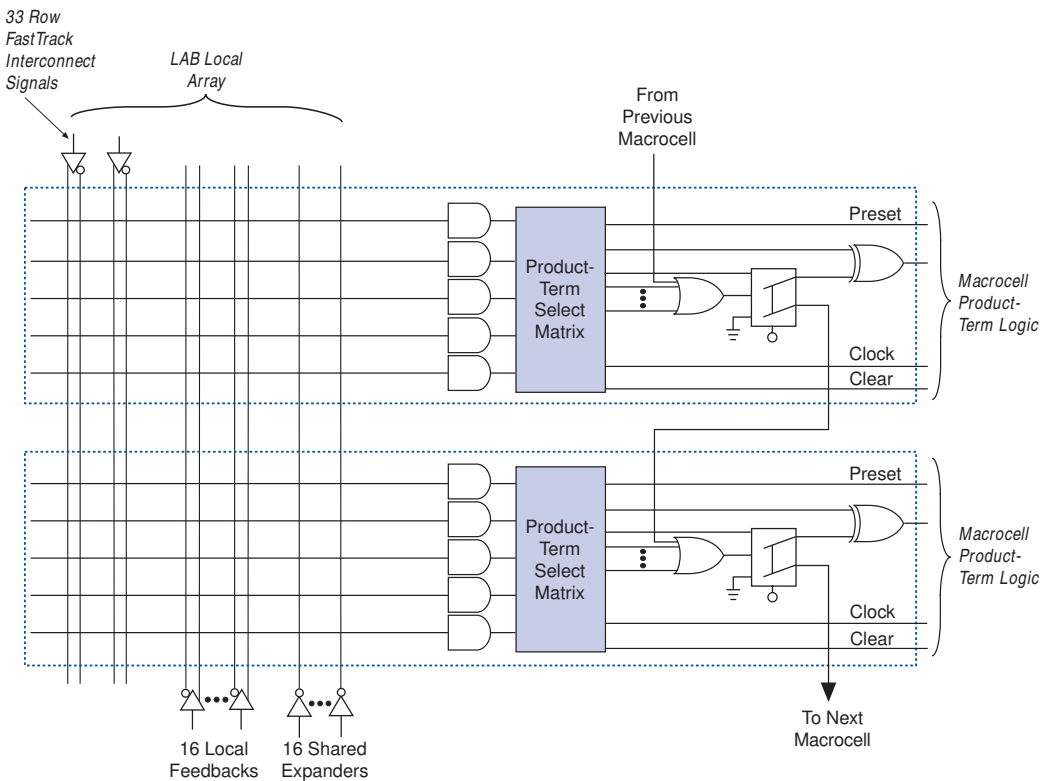 33 Row
FastTrack
Interconnect
Signals
LAB Local
Array
From
Previous
Macrocell
Preset
Product-
Term
Select
Matrix
Macrocell
Product-
Term Logic
Clock
Clear
Preset
Product-
Term
Select
Matrix
Macrocell
Product-
Term Logic
Clock
Clear
16 Local
Feedbacks
16 Shared
Expanders
To Next
Macrocell